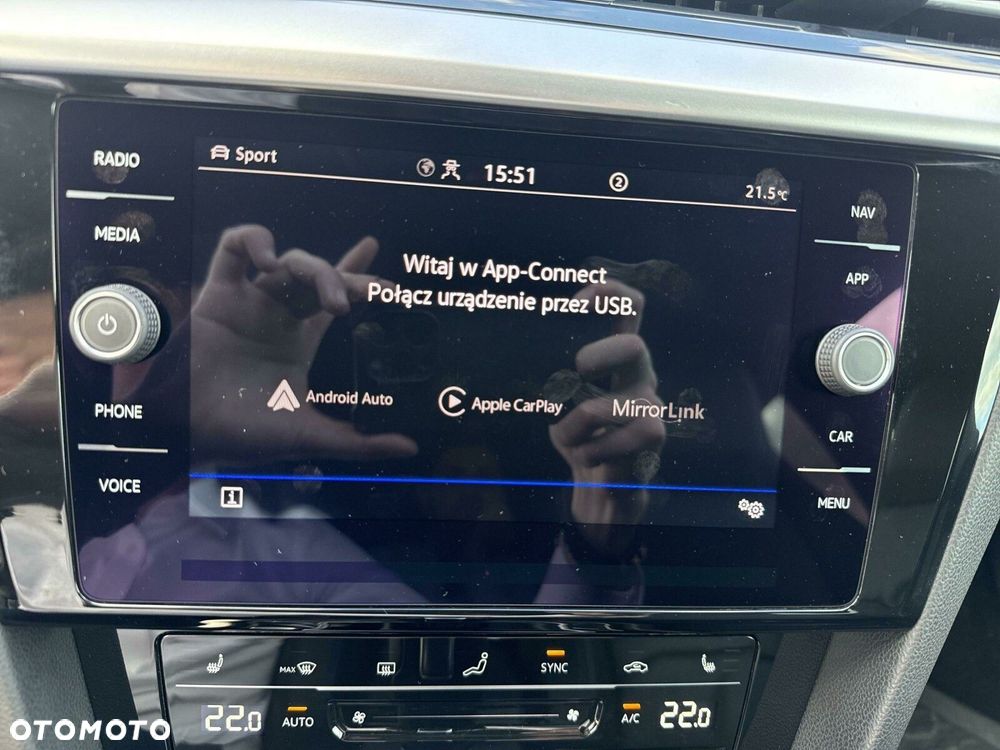 RADIO
MEDIA
PHONE
VOICE
Sport
15:51
2
21.5°C
Witaj w App-Connect
Połącz urządzenie przez USB.
Android Auto
Apple CarPlay
MirrorLink
NAV
APP
CAR
MENU
MAX
SYNC
22.0
AUTO
A/C
22.0
OTOMOTO